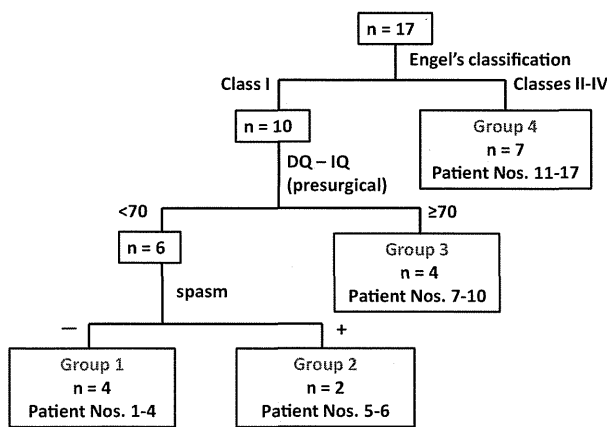 n = 17
Engel's classification
Class I
Classes II-IV
n = 10
Group 4
n = 7
Patient Nos. 11-17
DQ – IQ
(presurgical)
<70
≥70
n = 6
Group 3
n = 4
Patient Nos. 7-10
spasm
—
+
Group 1
n = 4
Patient Nos. 1-4
Group 2
n = 2
Patient Nos. 5-6